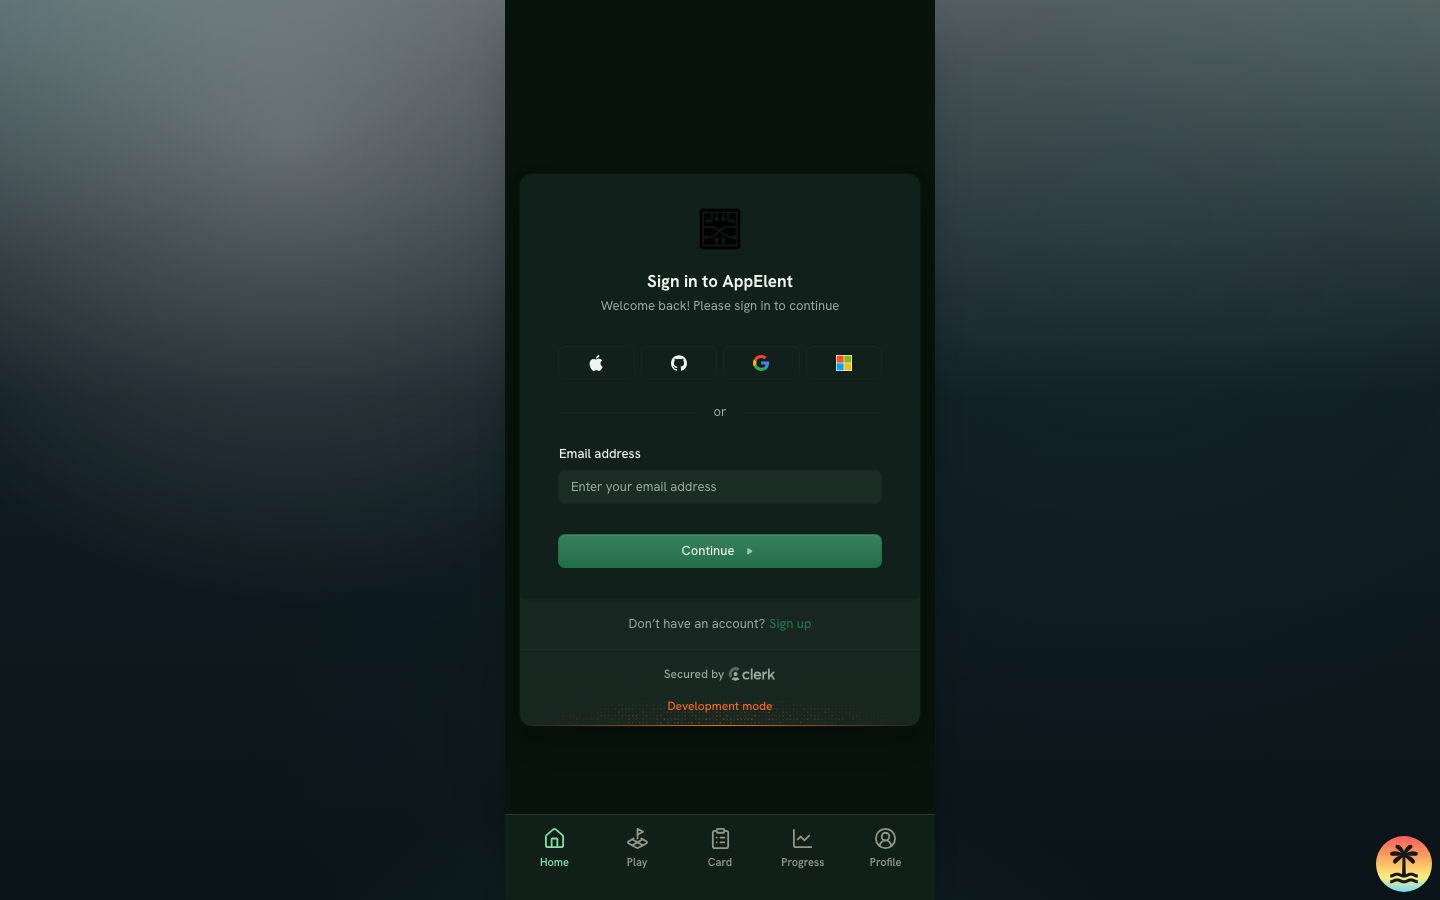 Sign in to AppElent
Welcome back! Please sign in to continue
or
Email address
Enter your email address
Continue
Don’t have an account? Sign up
Secured by clerk
Development mode
Home Play Card Progress Profile